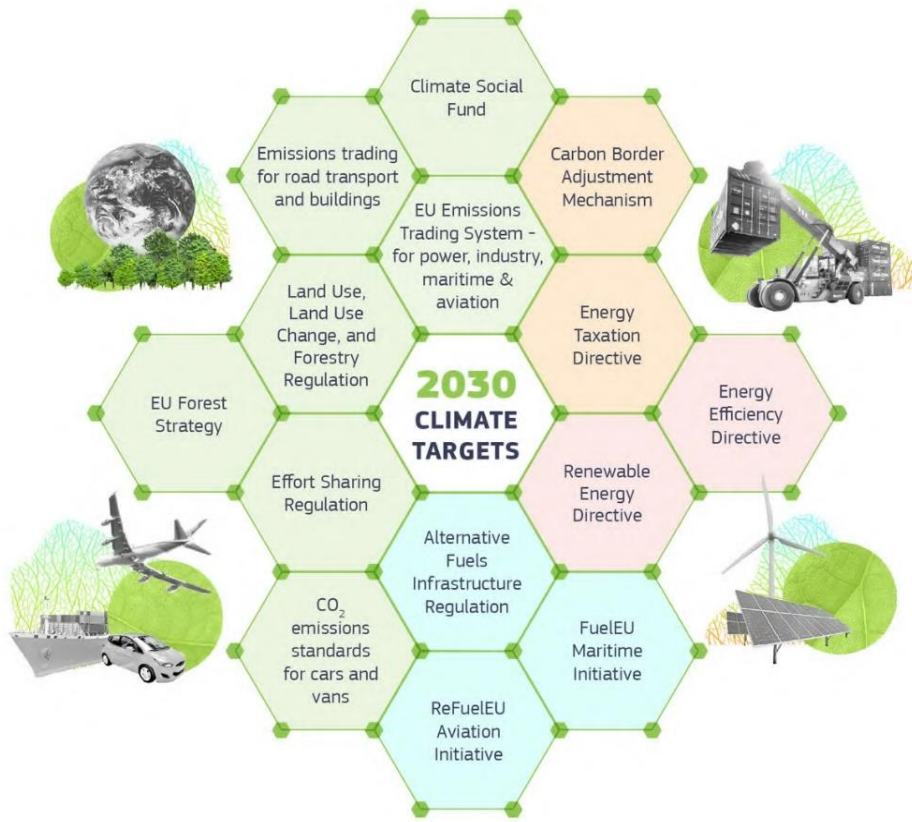 Climate Social
Fund
Emissions trading
for road transport
and buildings
Carbon Border
Adjustment
Mechanism
EU Emissions
Trading System -
for power, industry,
maritime &
aviation
Land Use,
Land Use
Change, and
Forestry
Regulation
Energy
Taxation
Directive
EU Forest
Strategy
2030
CLIMATE
TARGETS
Energy
Efficiency
Directive
Effort Sharing
Regulation
Renewable
Energy
Directive
Alternative
Fuels
Infrastructure
Regulation
CO₂
emissions
standards
for cars and
vans
FuelEU
Maritime
Initiative
ReFuelEU
Aviation
Initiative